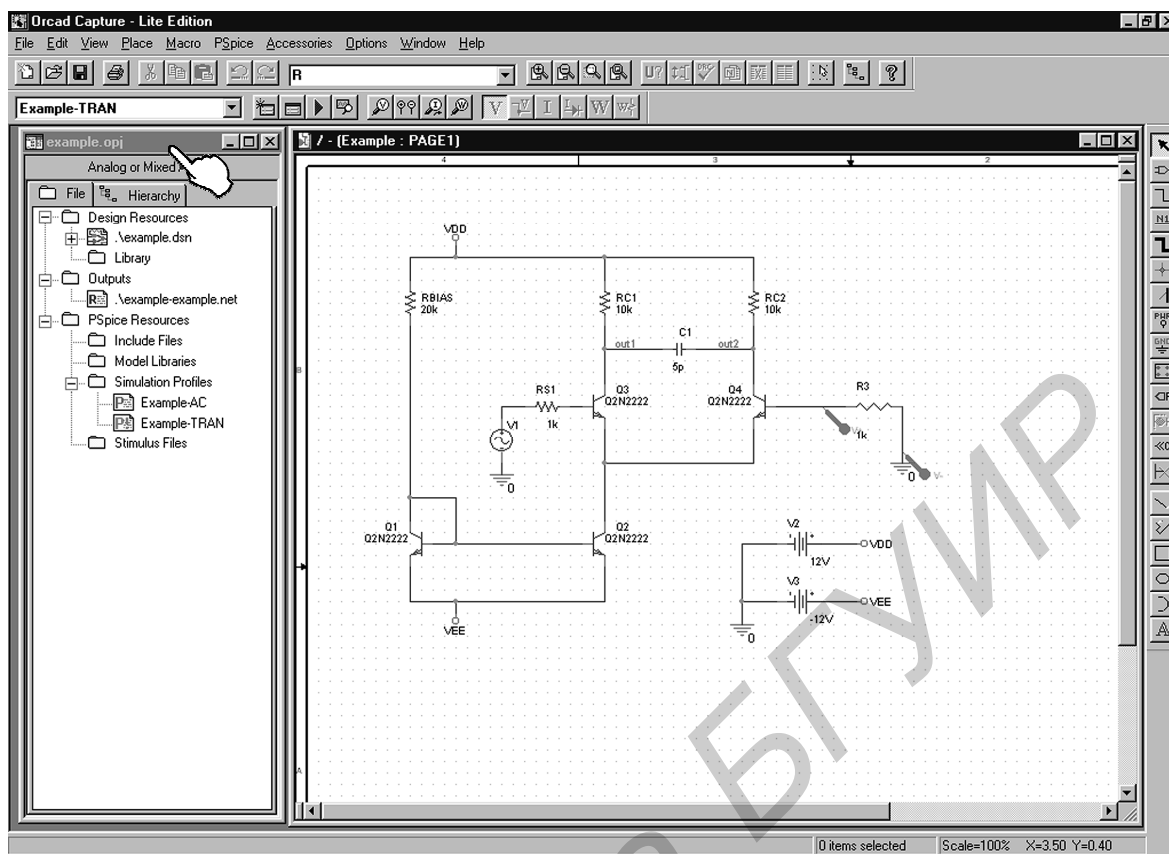 Orcad Capture - Lite Edition
File Edit View Place Macro PSpice Accessories Options Window Help
R
U?
DRC
Example-TRAN
V I W
example.opj
/ - (Example : PAGE1)
Analog or Mixed
File Hierarchy
Design Resources
.\example.dsn
Library
Outputs
.\example-example.net
PSpice Resources
Include Files
Model Libraries
Simulation Profiles
Example-AC
Example-TRAN
Stimulus Files
4 3 2
B
A
VDD
RBIAS
20k
RC1
10k
RC2
10k
C1
out1 out2
5p
RS1
1k
Q3
Q2N2222
Q4
Q2N2222
R3
1k
V1
0
0
V-
Q1
Q2N2222
Q2
Q2N2222
VEE
V2
VDD
12V
V3
VEE
-12V
0
N1
PWR
GND
A
БГУИР
0 items selected Scale=100% X=3.50 Y=0.40